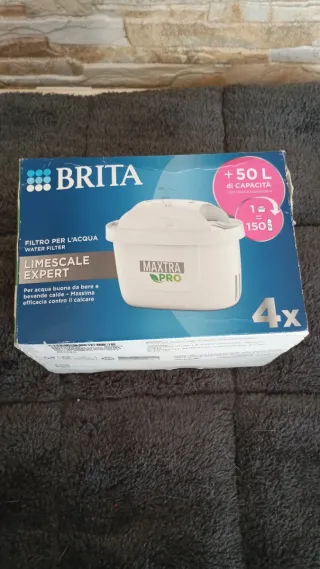 BRITA
+ 50 L
di CAPACITÀ
1
=
150
FILTRO PER L'ACQUA
WATER FILTER
LIMESCALE
EXPERT
Per acqua buona da bere e
bevande calde - Massima
efficacia contro il calcare
MAXTRA
PRO
4x